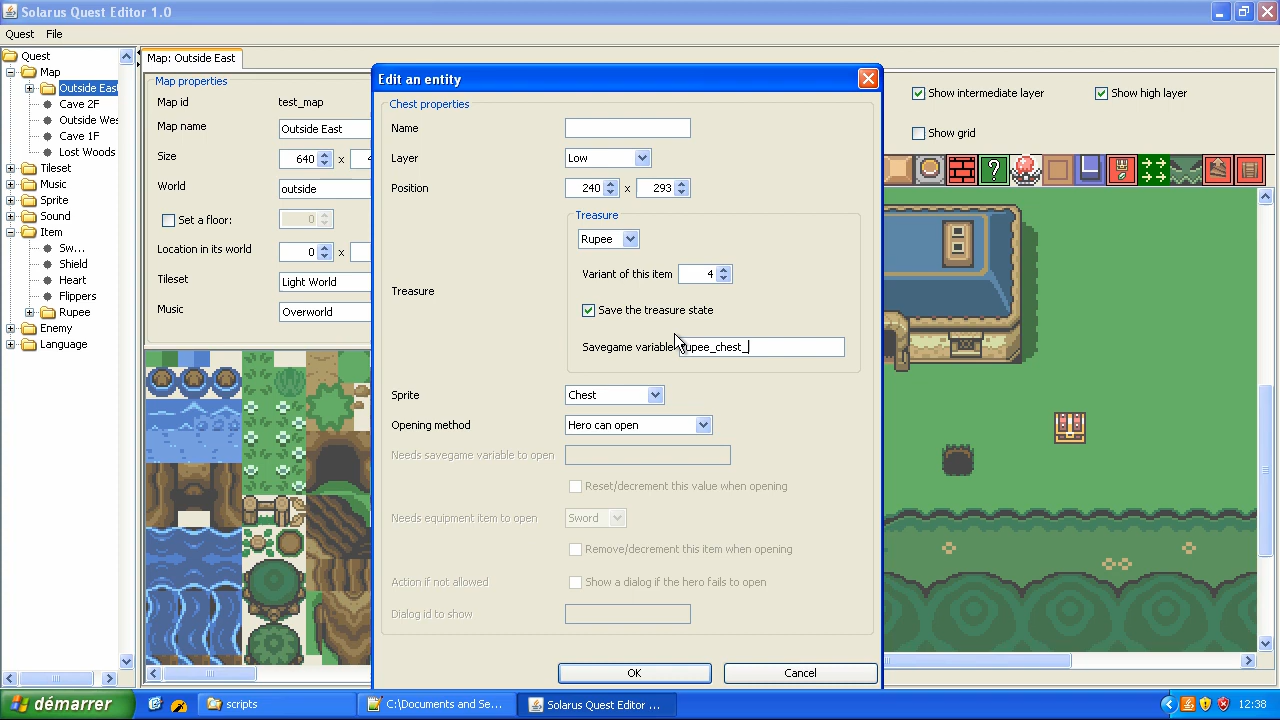 Solarus Quest Editor 1.0
Quest File
Quest
Map
Outside East
Cave 2F
Outside Wes
Cave 1F
Lost Woods
Tileset
Music
Sprite
Sound
Item
Sw...
Shield
Heart
Flippers
Rupee
Enemy
Language
Map: Outside East
Map properties
Map id test_map
Map name Outside East
Size 640 x 4
World outside
Set a floor: 0
Location in its world 0 x
Tileset Light World
Music Overworld
Show intermediate layer Show high layer
Show grid
Edit an entity
Chest properties
Name
Layer Low
Position 240 x 293
Treasure
Treasure
Rupee
Variant of this item 4
Save the treasure state
Savegame variable rupee_chest_
Sprite Chest
Opening method Hero can open
Needs savegame variable to open
Reset/decrement this value when opening
Needs equipment item to open Sword
Remove/decrement this item when opening
Action if not allowed Show a dialog if the hero fails to open
Dialog id to show
OK Cancel
démarrer scripts C:\Documents and Se... Solarus Quest Editor ... 12:38